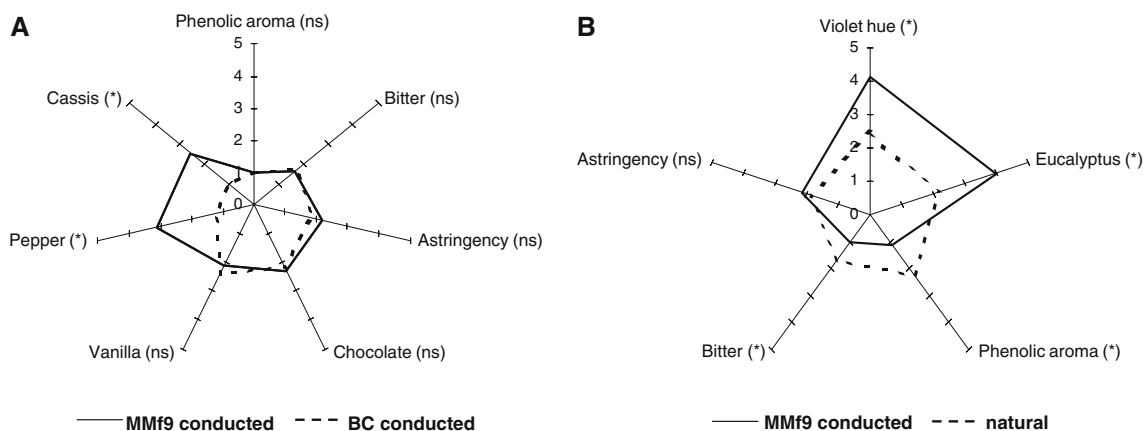 A
Phenolic aroma (ns)
5
4
3
2
1
0
Cassis (*)
Bitter (ns)
Pepper (*)
Astringency (ns)
Vanilla (ns)
Chocolate (ns)
MMf9 conducted
BC conducted
B
Violet hue (*)
5
4
3
2
1
0
Astringency (ns)
Eucalyptus (*)
Bitter (*)
Phenolic aroma (*)
MMf9 conducted
natural